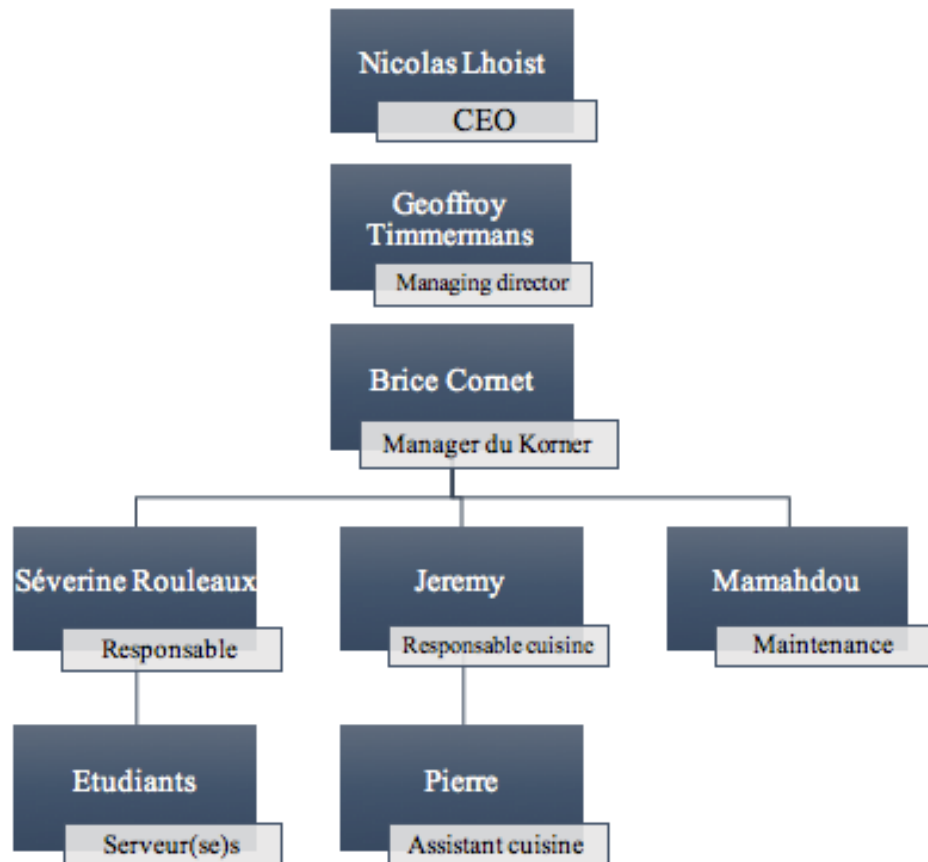 Nicolas Lhoist
CEO
Geoffroy
Timmermans
Managing director
Brice Cornet
Manager du Korner
Séverine Rouleaux
Responsable
Jeremy
Responsable cuisine
Mamahdou
Maintenance
Etudiants
Serveur(se)s
Pierre
Assistant cuisine